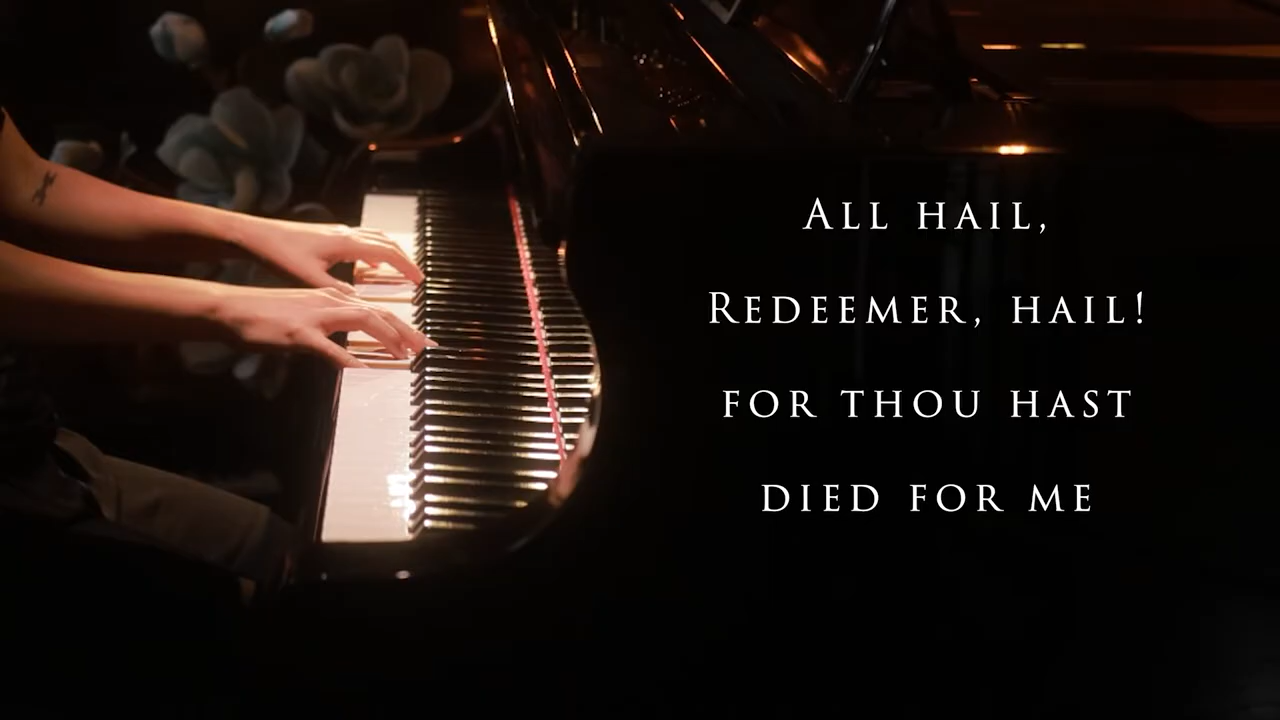 All hail,
Redeemer, hail!
for thou hast
died for me